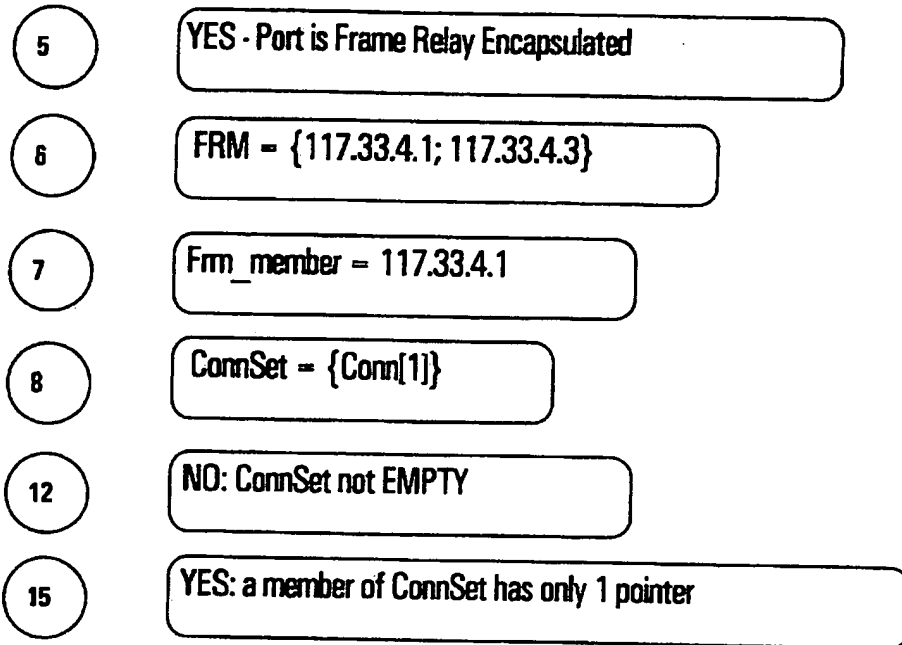 5
YES - Port is Frame Relay Encapsulated
6
FRM = {117.33.4.1; 117.33.4.3}
7
Frm_member = 117.33.4.1
8
ConnSet = {Conn[1]}
12
NO: ConnSet not EMPTY
15
YES: a member of ConnSet has only 1 pointer